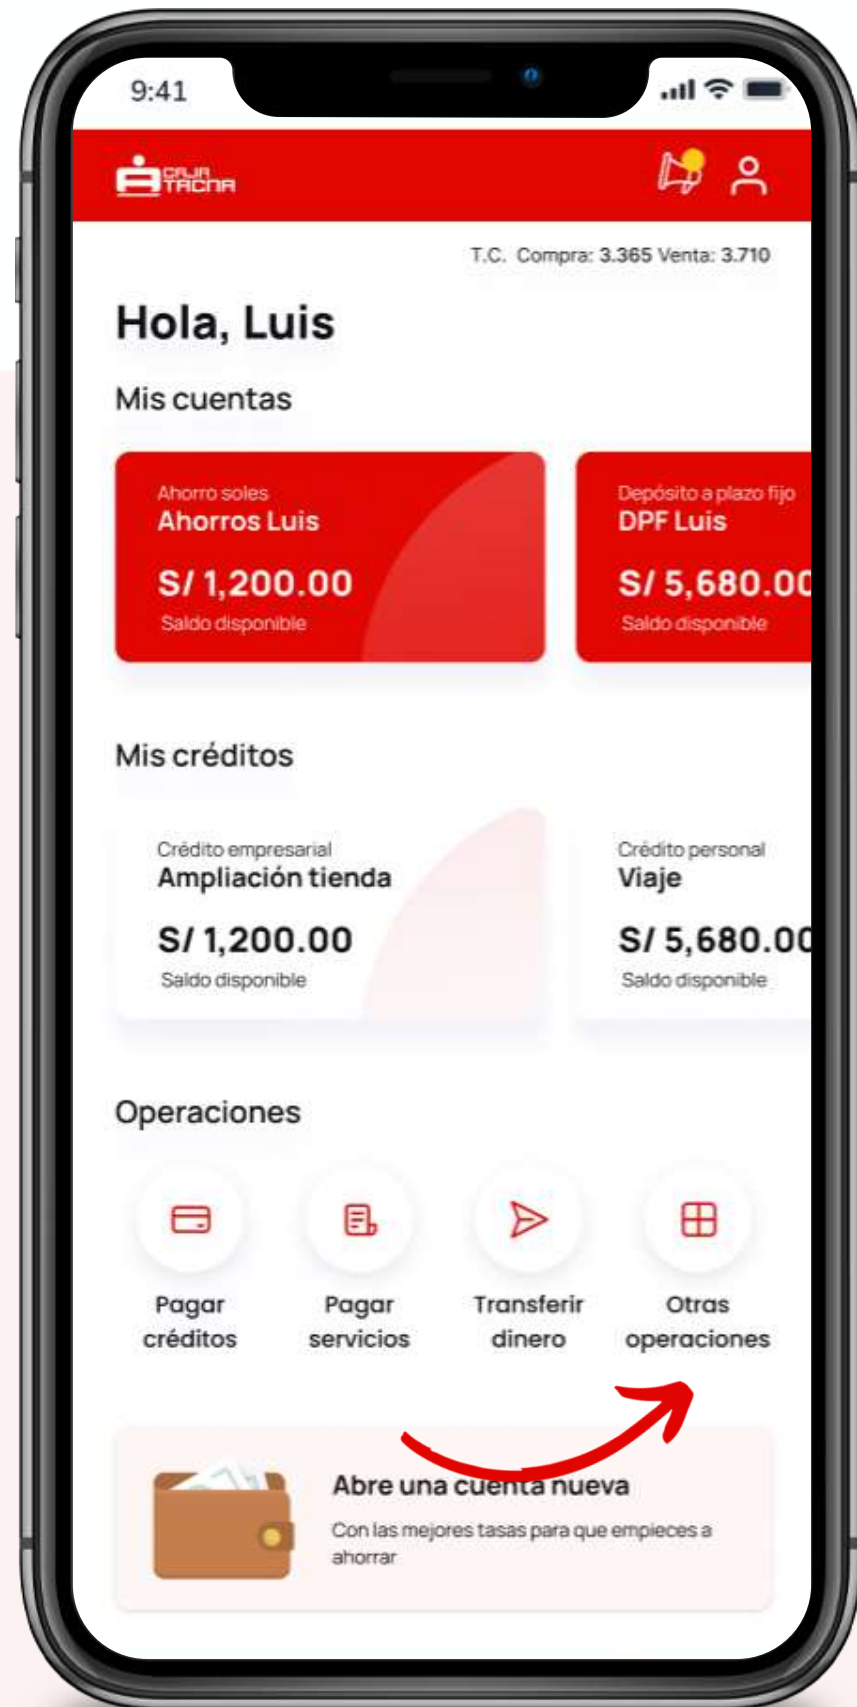 9:41
CAJA
TACNA
T.C. Compra: 3.365 Venta: 3.710
Hola, Luis
Mis cuentas
Ahorro soles
Ahorros Luis
S/ 1,200.00
Saldo disponible
Depósito a plazo fijo
DPF Luis
S/ 5,680.00
Saldo disponible
Mis créditos
Crédito empresarial
Ampliación tienda
S/ 1,200.00
Saldo disponible
Crédito personal
Viaje
S/ 5,680.00
Saldo disponible
Operaciones
Pagar
créditos
Pagar
servicios
Transferir
dinero
Otras
operaciones
Abre una cuenta nueva
Con las mejores tasas para que empieces a
ahorrar